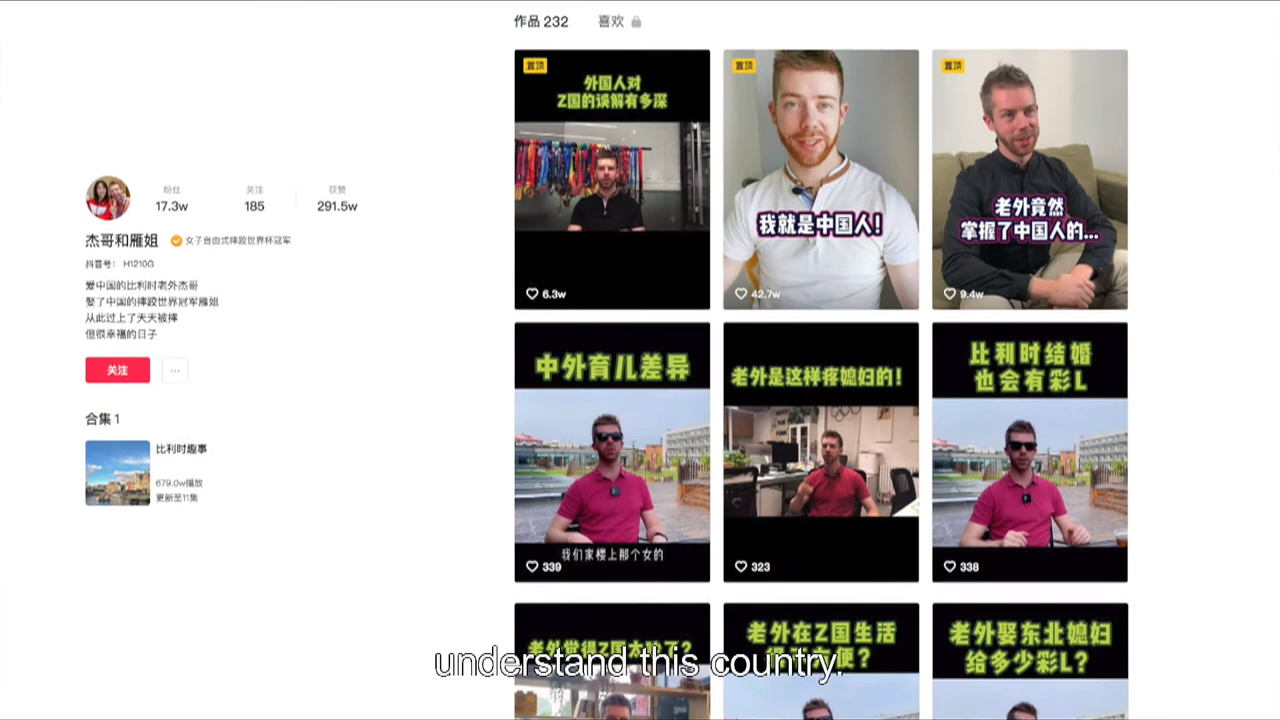 作品 232
喜欢
粉丝
关注
获赞
17.3w
185
291.5w
杰哥和雁姐
女子自由式摔跤世界杯冠军
抖音号： H1210G
爱中国的比利时老外杰哥
娶了中国的摔跤世界冠军雁姐
从此过上了天天被摔
但很幸福的日子
关注
...
合集 1
比利时趣事
679.0w播放
更新至11集
置顶
外国人对
Z国的误解有多深
6.3w
置顶
我就是中国人!
42.7w
置顶
老外竟然
掌握了中国人的...
9.4w
中外育儿差异
我们家楼上那个女的
339
老外是这样疼媳妇的!
323
比利时结婚
也会有彩L
338
老外觉得Z国
老外在Z国生活
便?
老外娶东北媳妇
给多少彩L?
understand this country.